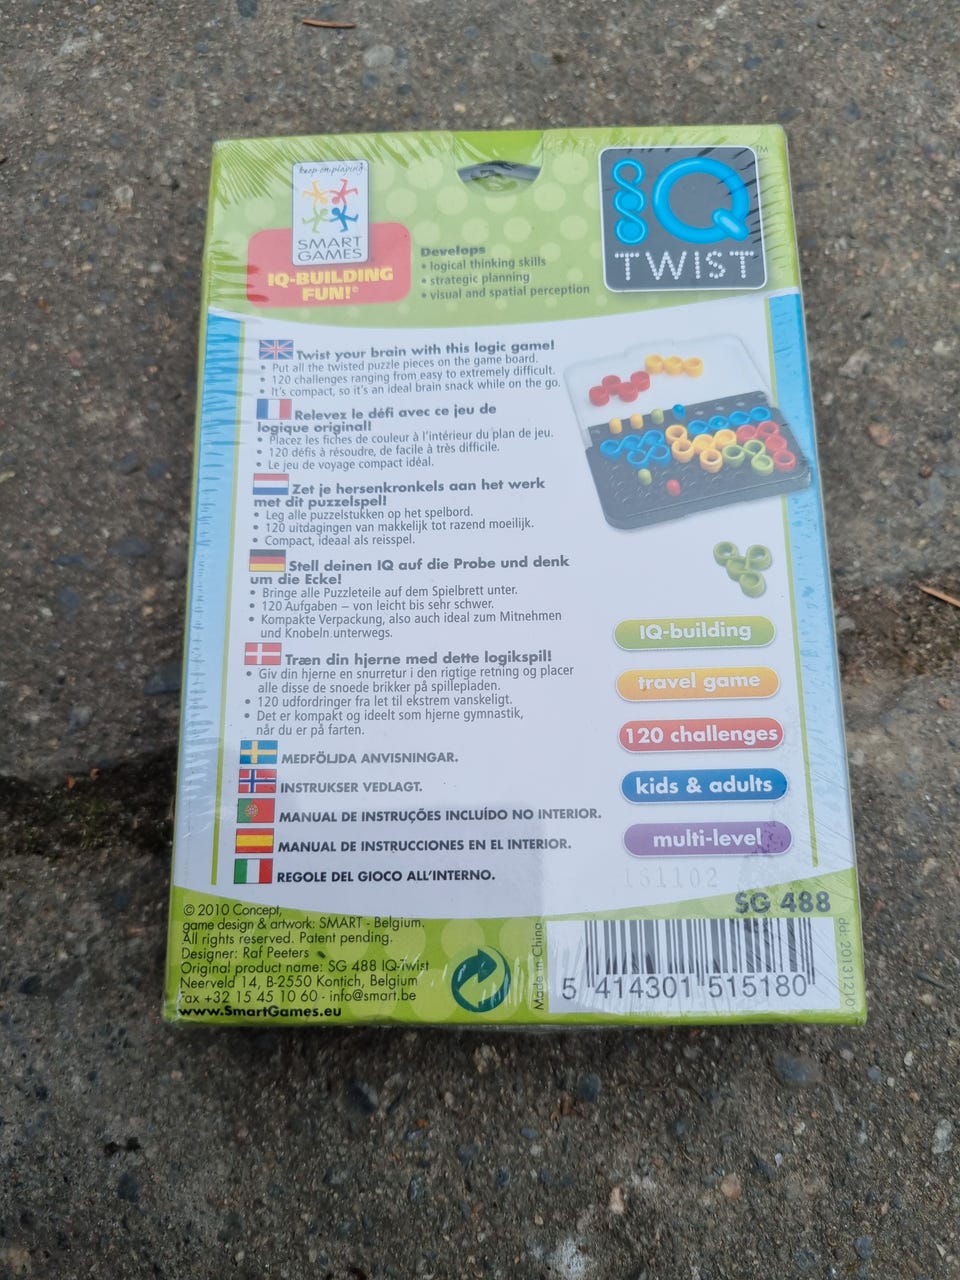 keep on playing
SMART
GAMES
IQ-BUILDING
FUN!©
Develops
• logical thinking skills
• strategic planning
• visual and spatial perception
IQ
TWIST
TM
Twist your brain with this logic game!
• Put all the twisted puzzle pieces on the game board.
• 120 challenges ranging from easy to extremely difficult.
• It's compact, so it's an ideal brain snack while on the go.
Relevez le défi avec ce jeu de
logique original!
• Placez les fiches de couleur à l'intérieur du plan de jeu.
• 120 défis à résoudre, de facile à très difficile.
• Le jeu de voyage compact idéal.
Zet je hersenkronkels aan het werk
met dit puzzelspel!
• Leg alle puzzelstukken op het spelbord.
• 120 uitdagingen van makkelijk tot razend moeilijk.
• Compact, ideaal als reisspel.
Stell deinen IQ auf die Probe und denk
um die Ecke!
• Bringe alle Puzzleteile auf dem Spielbrett unter.
• 120 Aufgaben – von leicht bis sehr schwer.
• Kompakte Verpackung, also auch ideal zum Mitnehmen
und Knobeln unterwegs.
Træn din hjerne med dette logikspil!
• Giv din hjerne en snurretur i den rigtige retning og placer
alle disse de snoede brikker på spillepladen.
• 120 udfordringer fra let til ekstrem vanskeligt.
• Det er kompakt og ideelt som hjerne gymnastik,
når du er på farten.
MEDFÖLJDA ANVISNINGAR.
INSTRUKSER VEDLAGT.
MANUAL DE INSTRUÇÕES INCLUÍDO NO INTERIOR.
MANUAL DE INSTRUCCIONES EN EL INTERIOR.
REGOLE DEL GIOCO ALL'INTERNO.
IQ-building
travel game
120 challenges
kids & adults
multi-level
161102
SG 488
© 2010 Concept,
game design & artwork: SMART - Belgium.
All rights reserved. Patent pending.
Designer: Raf Peeters
Original product name: SG 488 IQ-Twist
Neerveld 14, B-2550 Kontich, Belgium
Fax +32 15 45 10 60 - info@smart.be
www.SmartGames.eu
Made in China
5 414301 515180
dd: 20131210